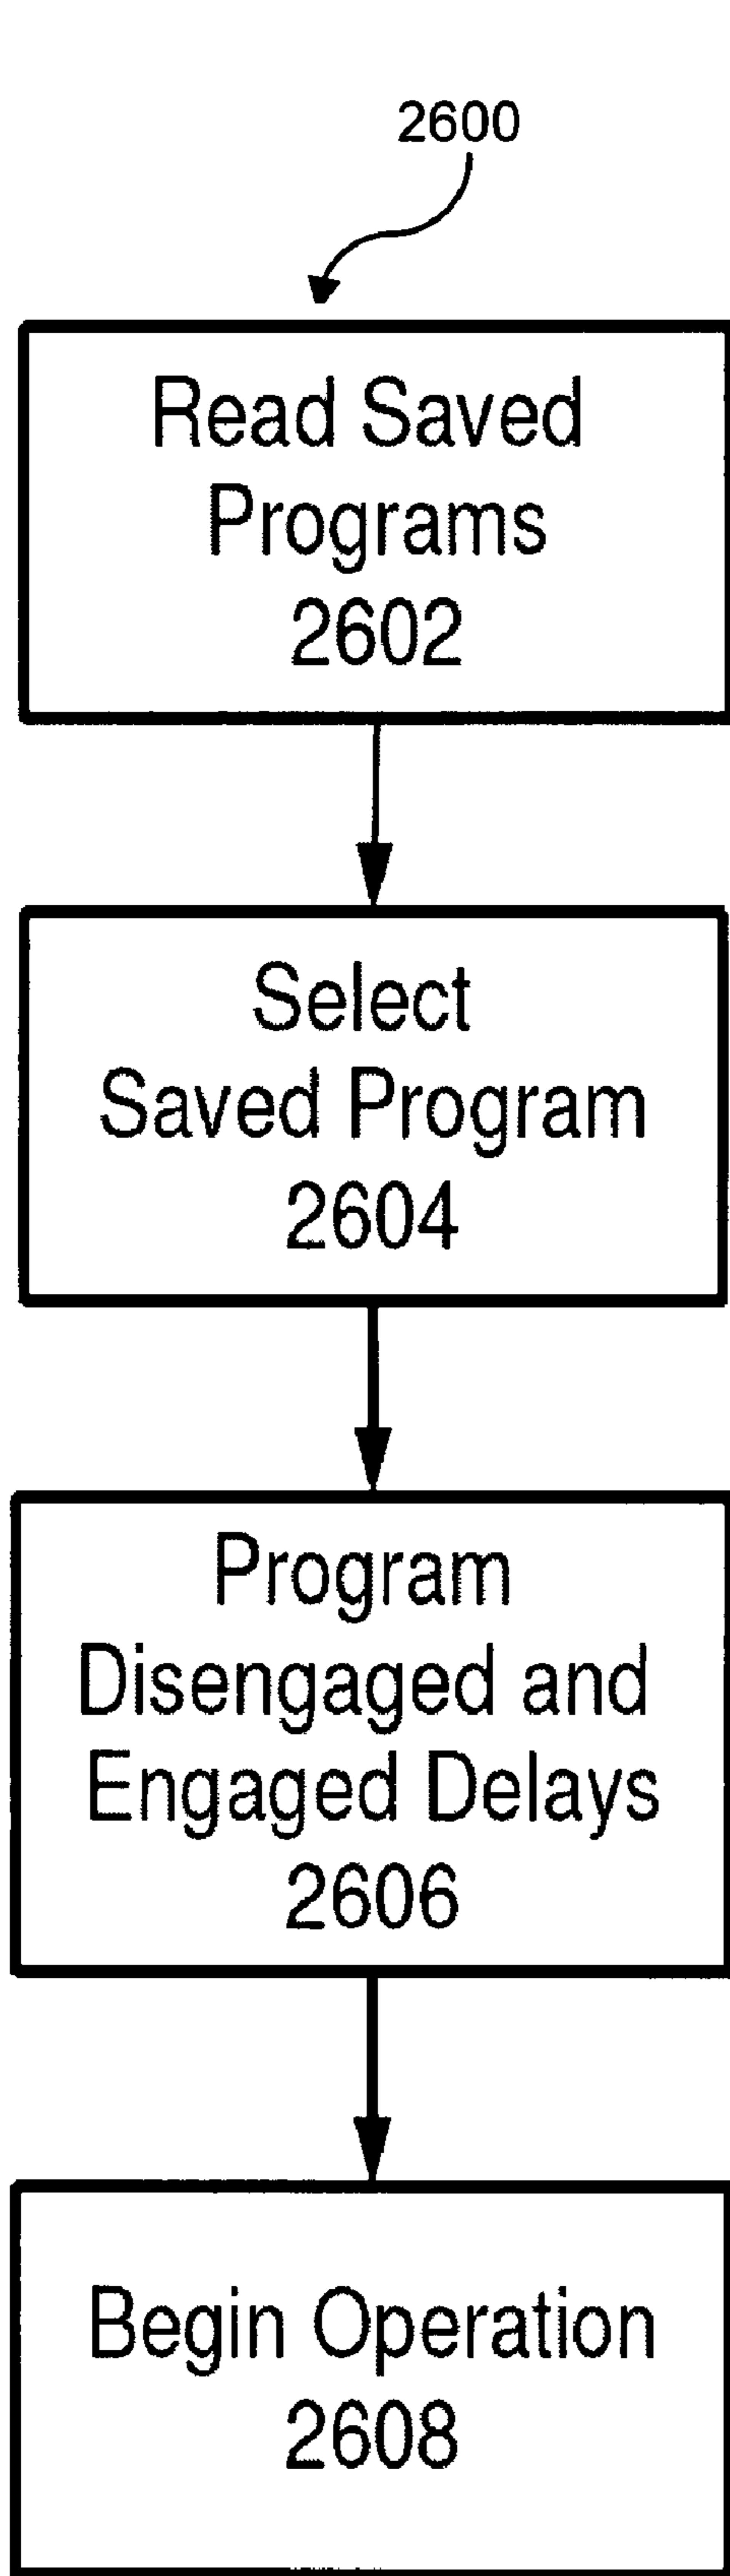 2600
Read Saved
Programs
2602
Select
Saved Program
2604
Program
Disengaged and
Engaged Delays
2606
Begin Operation
2608